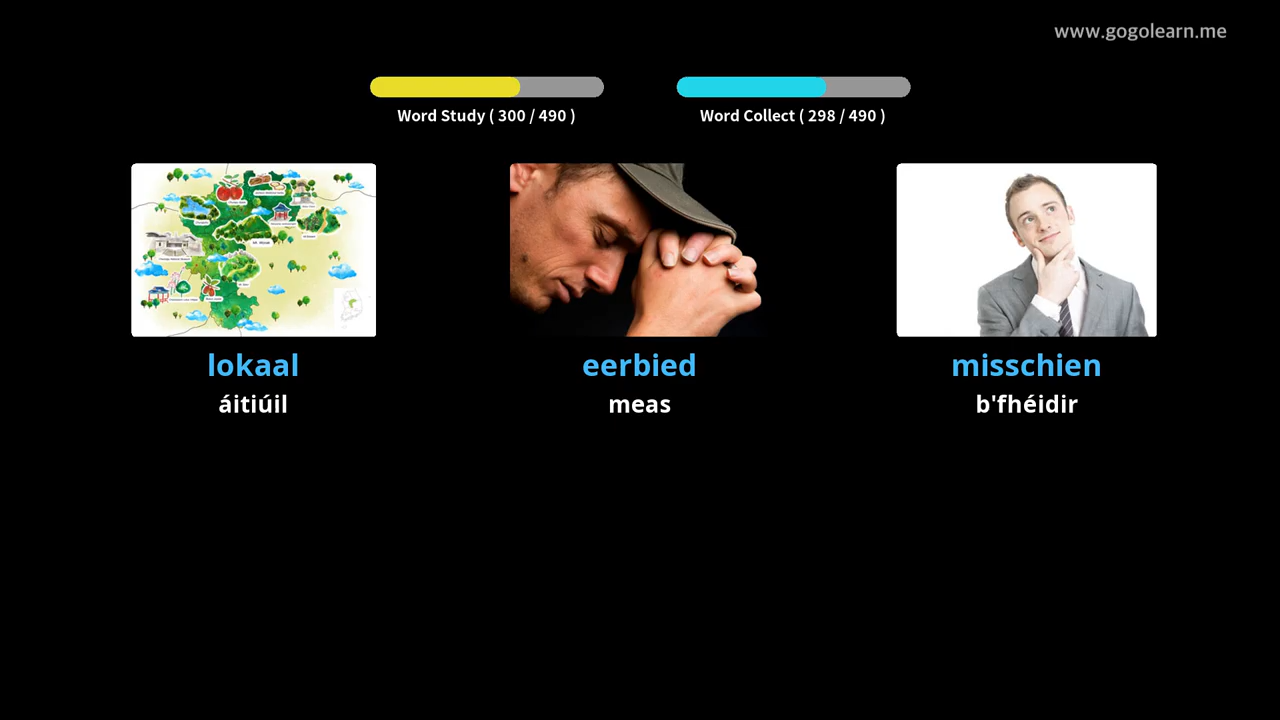 www.gogolearn.me
Word Study ( 300 / 490 )
Word Collect ( 298 / 490 )
lokaal
eerbied
misschien
áitiúil
meas
b'fhéidir